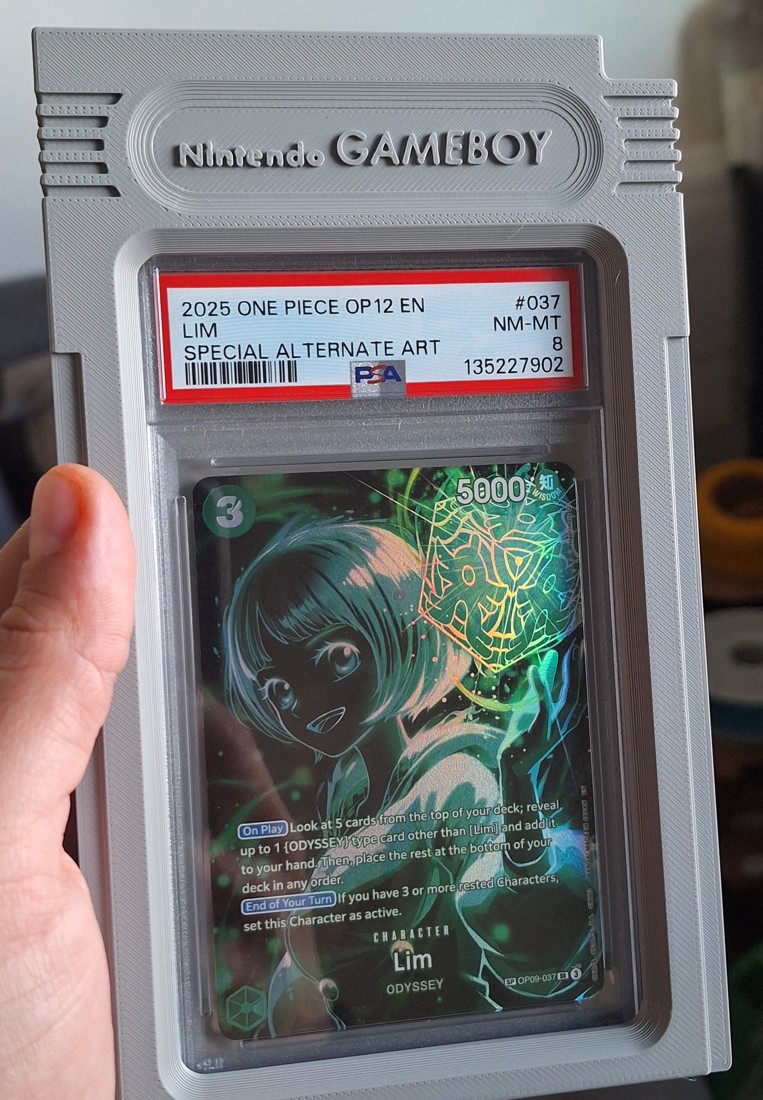 Nintendo GAMEBOY
2025 ONE PIECE OP12 EN #037
LIM NM-MT
SPECIAL ALTERNATE ART 8
PSA 135227902
3 5000 知
WISDOM
On Play Look at 5 cards from the top of your deck; reveal
up to 1 {ODYSSEY} type card other than [Lim] and add it
to your hand. Then, place the rest at the bottom of your
deck in any order.
End of Your Turn If you have 3 or more rested Characters,
set this Character as active.
CHARACTER
Lim
ODYSSEY
SP OP09-037 SR 3